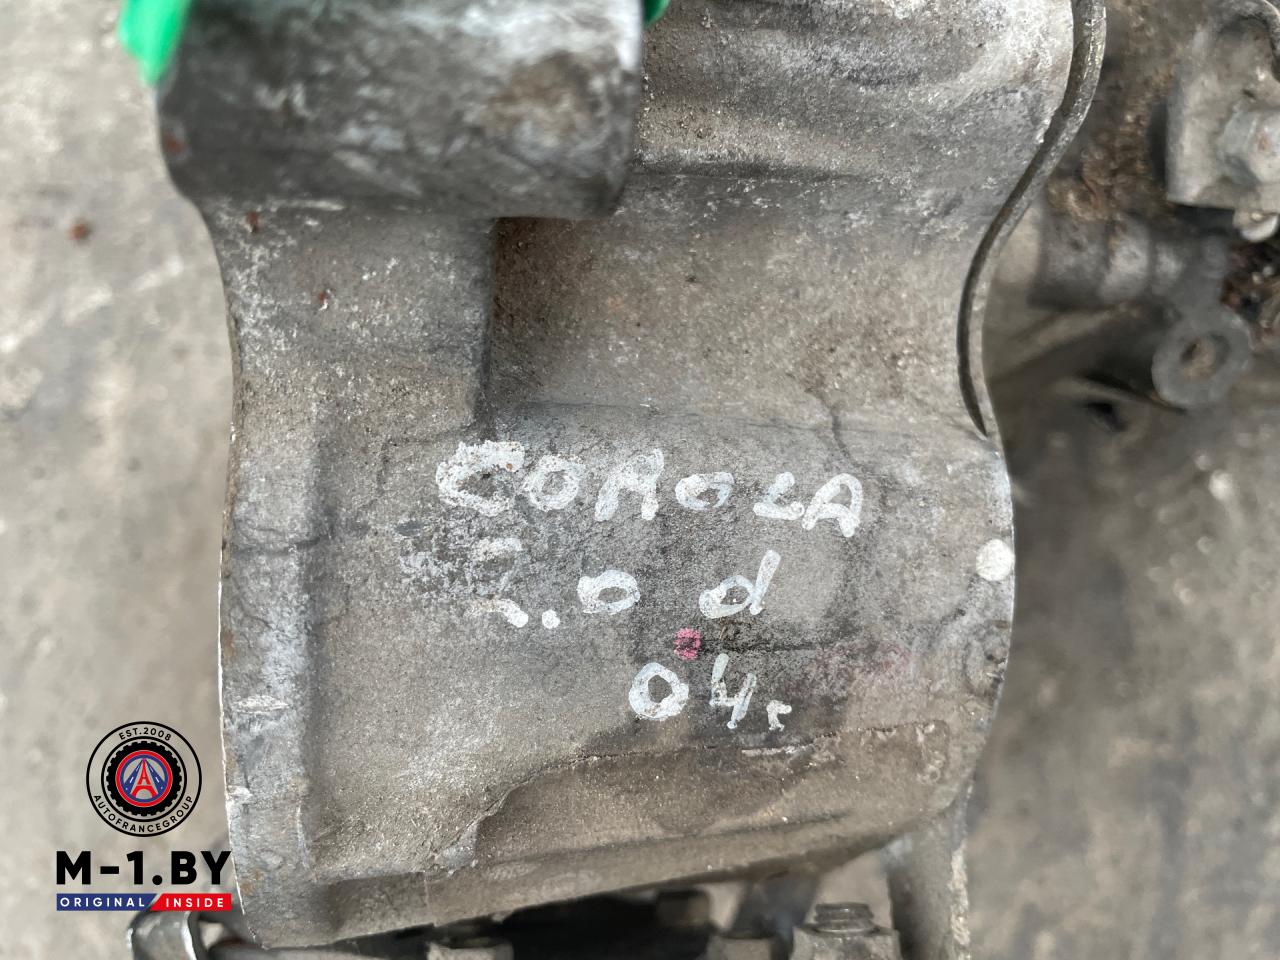 COROLA
2.0 d
04г
EST.2008
AUTOFRANCEGROUP
M-1.BY
ORIGINAL INSIDE